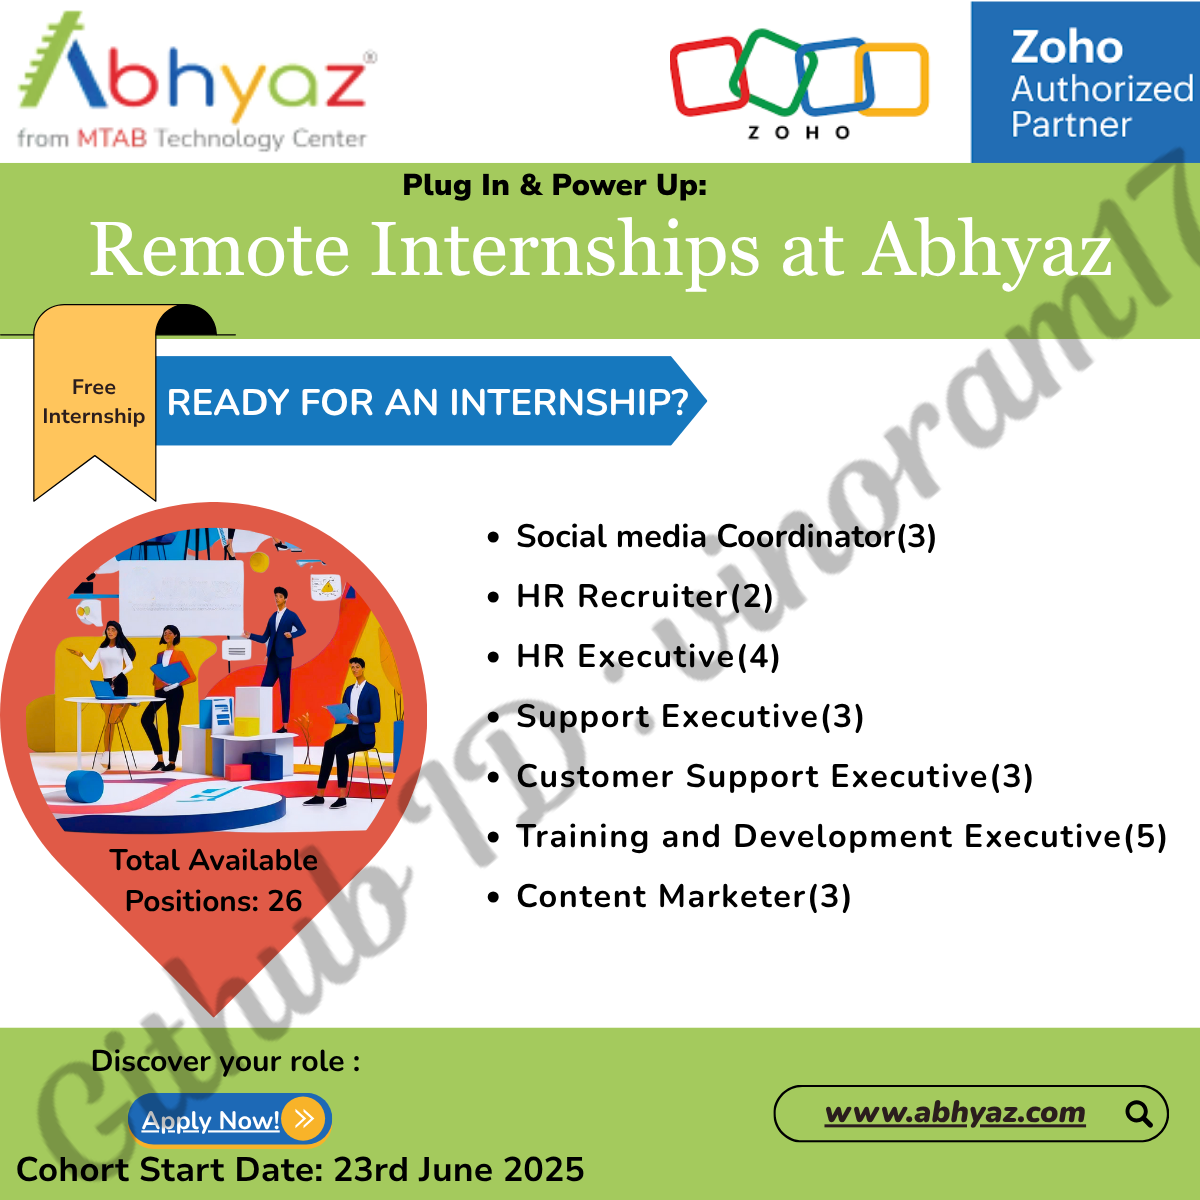 Abhyaz®
from MTAB Technology Center
ZOHO
Zoho
Authorized
Partner
Plug In & Power Up:
Remote Internships at Abhyaz
Free
Internship
READY FOR AN INTERNSHIP?
Social media Coordinator(3)
HR Recruiter(2)
HR Executive(4)
Support Executive(3)
Customer Support Executive(3)
Training and Development Executive(5)
Content Marketer(3)
Total Available
Positions: 26
Discover your role :
Apply Now!
www.abhyaz.com
Cohort Start Date: 23rd June 2025
Github ID : vinoram17